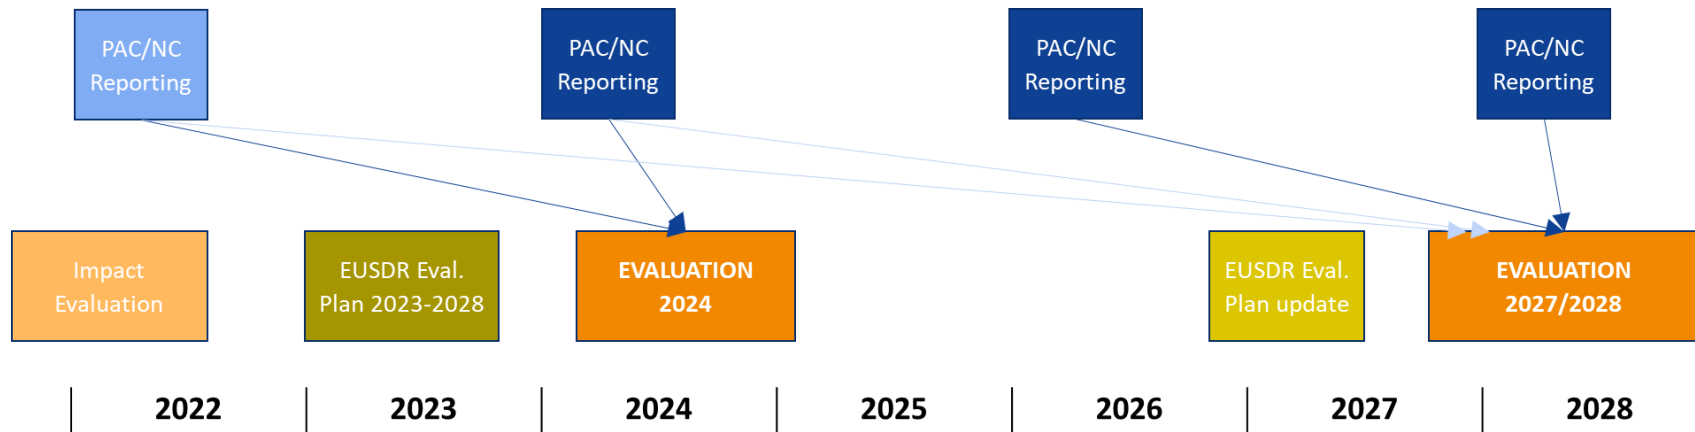 PAC/NC
Reporting
PAC/NC
Reporting
PAC/NC
Reporting
PAC/NC
Reporting
Impact
Evaluation
EUSDR Eval.
Plan 2023-2028
EVALUATION
2024
EUSDR Eval.
Plan update
EVALUATION
2027/2028
2022
2023
2024
2025
2026
2027
2028